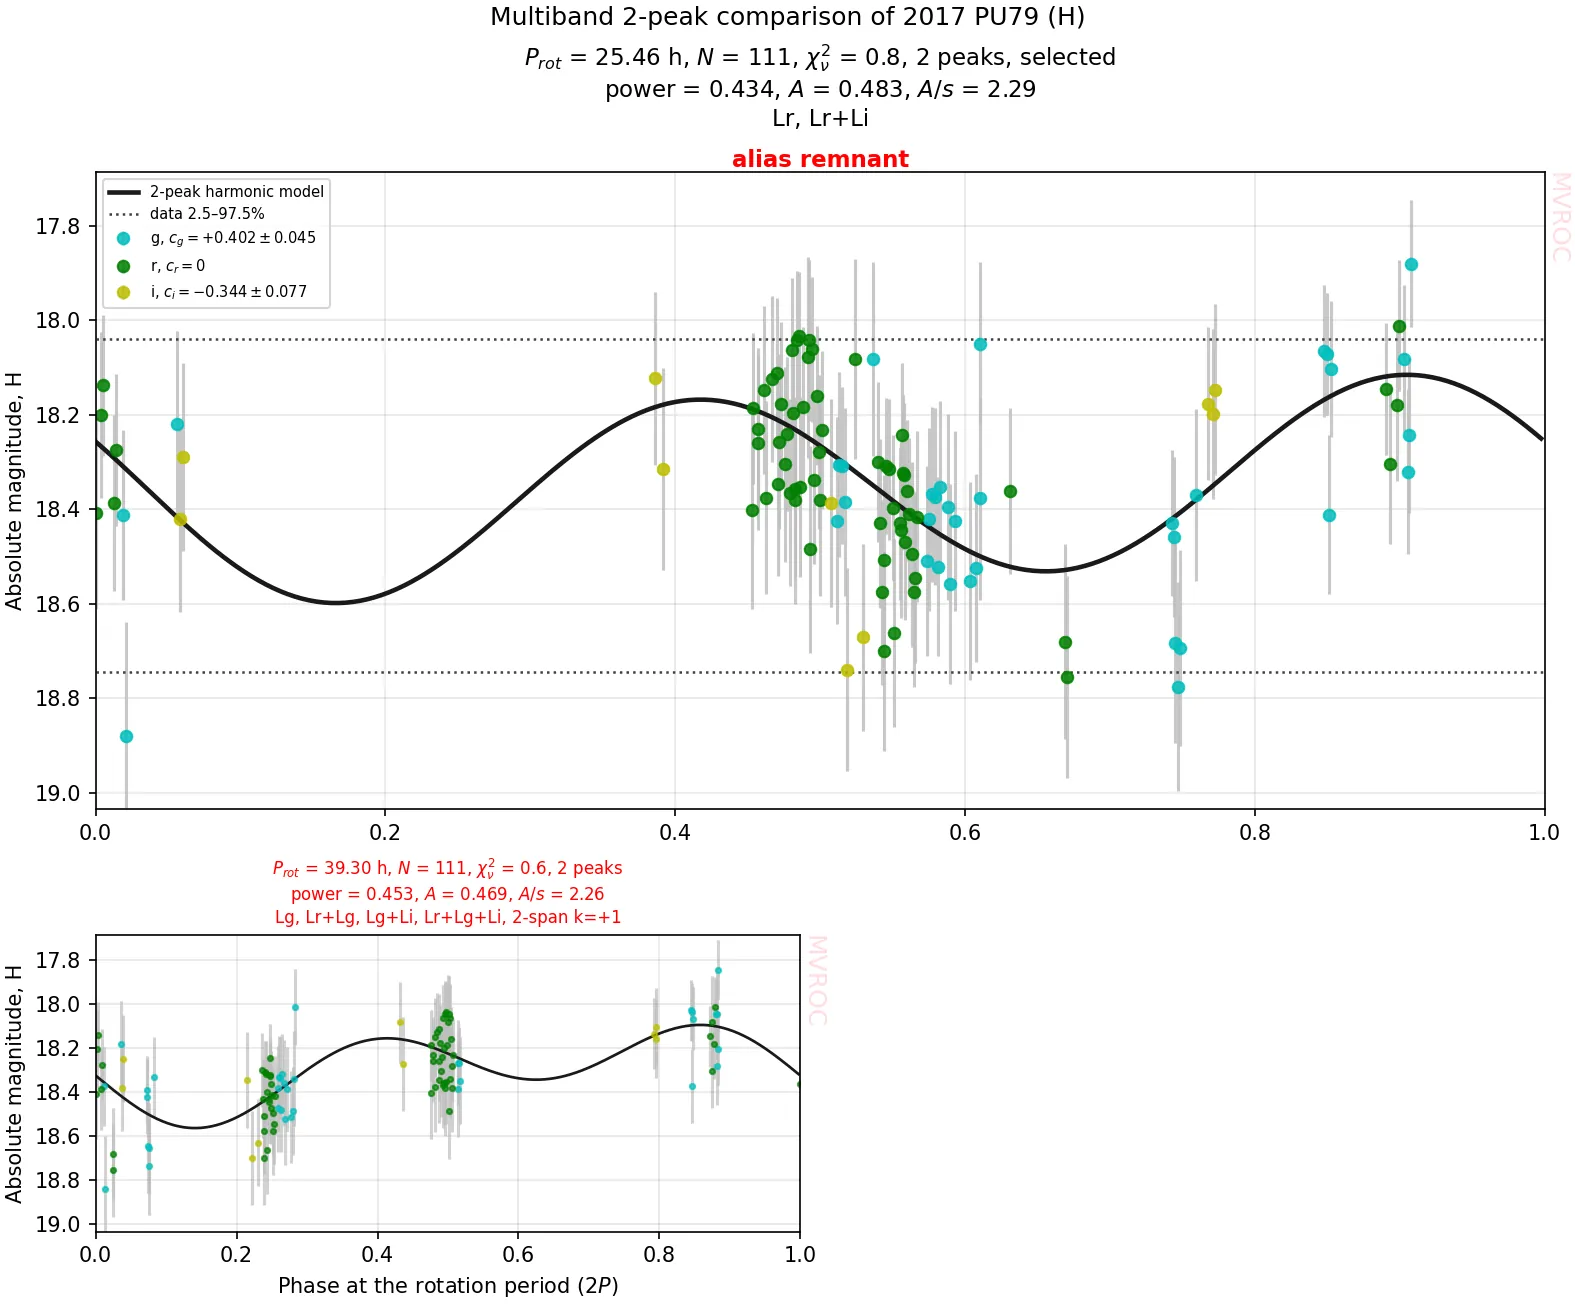 Multiband 2-peak comparison of 2017 PU79 (H)
P_rot = 25.46 h, N = 111, χ²_ν = 0.8, 2 peaks, selected
power = 0.434, A = 0.483, A/s = 2.29
Lr, Lr+Li
alias remnant
2-peak harmonic model
data 2.5–97.5%
g, c_g = +0.402 ± 0.045
r, c_r = 0
i, c_i = −0.344 ± 0.077
MVROC
Absolute magnitude, H
17.8
18.0
18.2
18.4
18.6
18.8
19.0
0.0 0.2 0.4 0.6 0.8 1.0
P_rot = 39.30 h, N = 111, χ²_ν = 0.6, 2 peaks
power = 0.453, A = 0.469, A/s = 2.26
Lg, Lr+Lg, Lg+Li, Lr+Lg+Li, 2-span k=+1
MVROC
Absolute magnitude, H
17.8
18.0
18.2
18.4
18.6
18.8
19.0
0.0 0.2 0.4 0.6 0.8 1.0
Phase at the rotation period (2P)